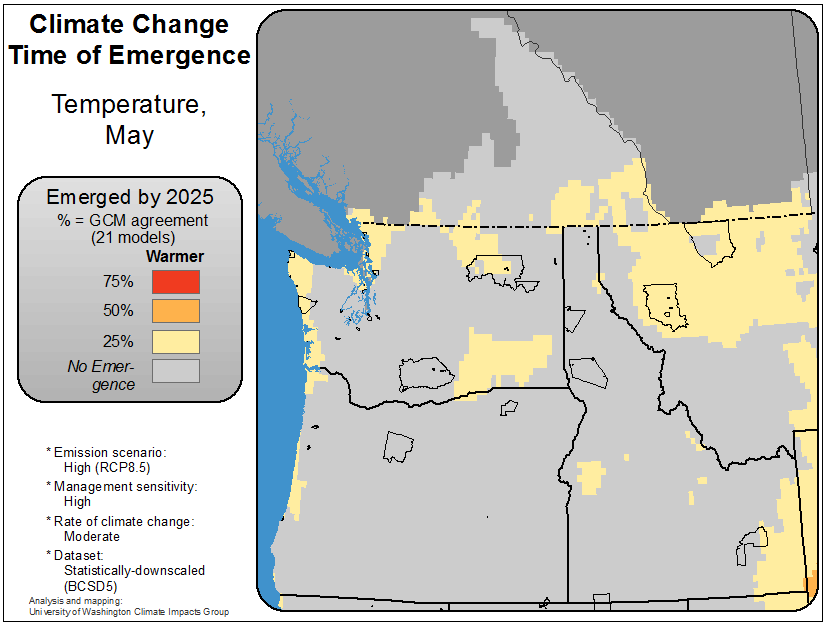 Climate Change
Time of Emergence
Temperature,
May
Emerged by 2025
% = GCM agreement
(21 models)
Warmer
75%
50%
25%
No Emer-
gence
* Emission scenario:
High (RCP8.5)
* Management sensitivity:
High
* Rate of climate change:
Moderate
* Dataset:
Statistically-downscaled
(BCSD5)
Analysis and mapping:
University of Washington Climate Impacts Group